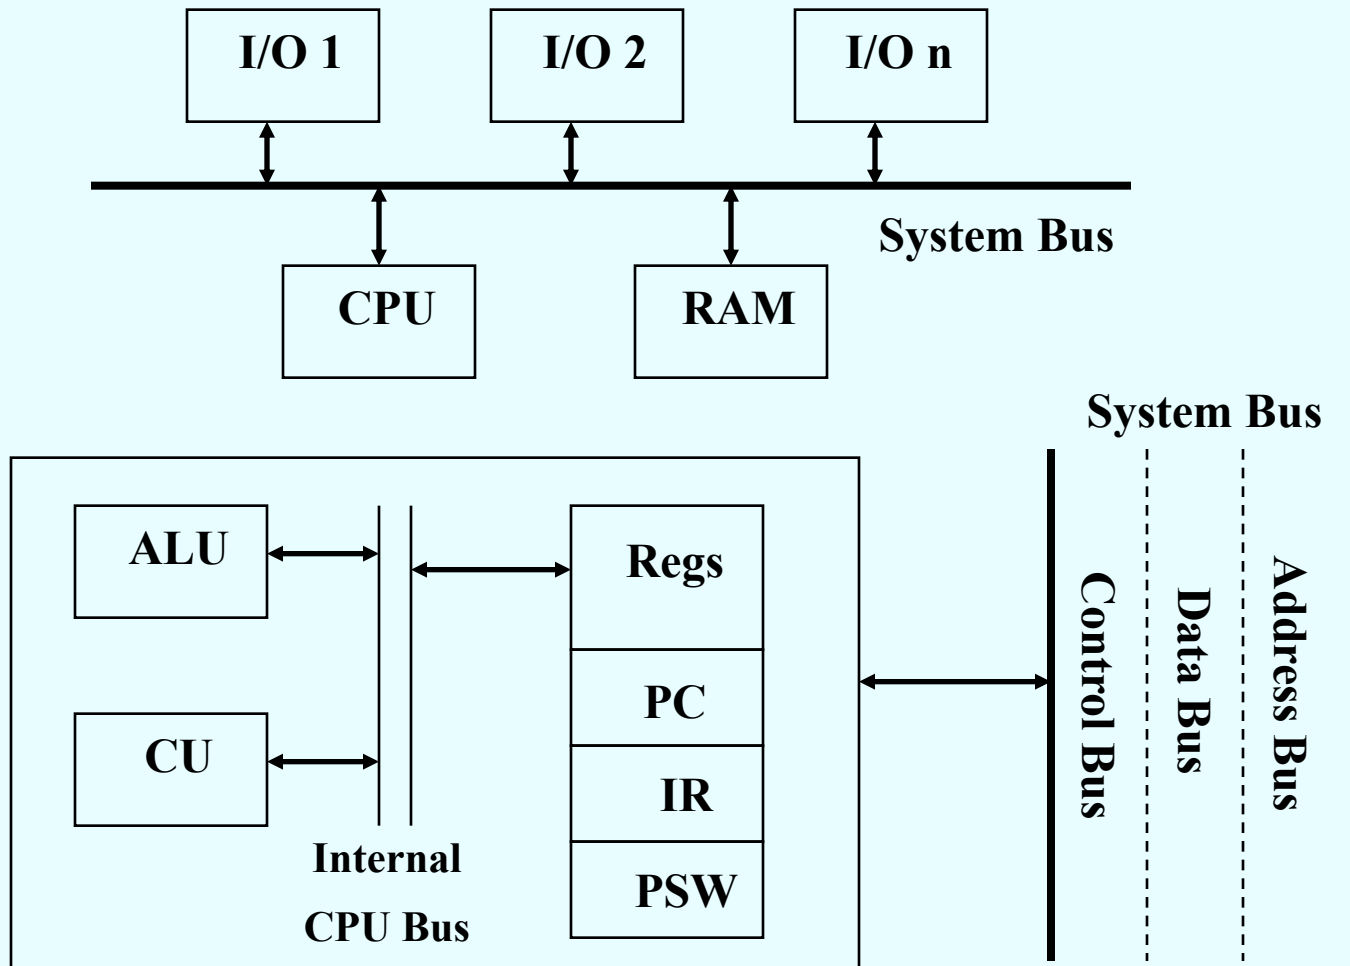 I/O 1
I/O 2
I/O n
System Bus
CPU
RAM
System Bus
ALU
Regs
CU
PC
IR
PSW
Internal
CPU Bus
Control Bus
Data Bus
Address Bus